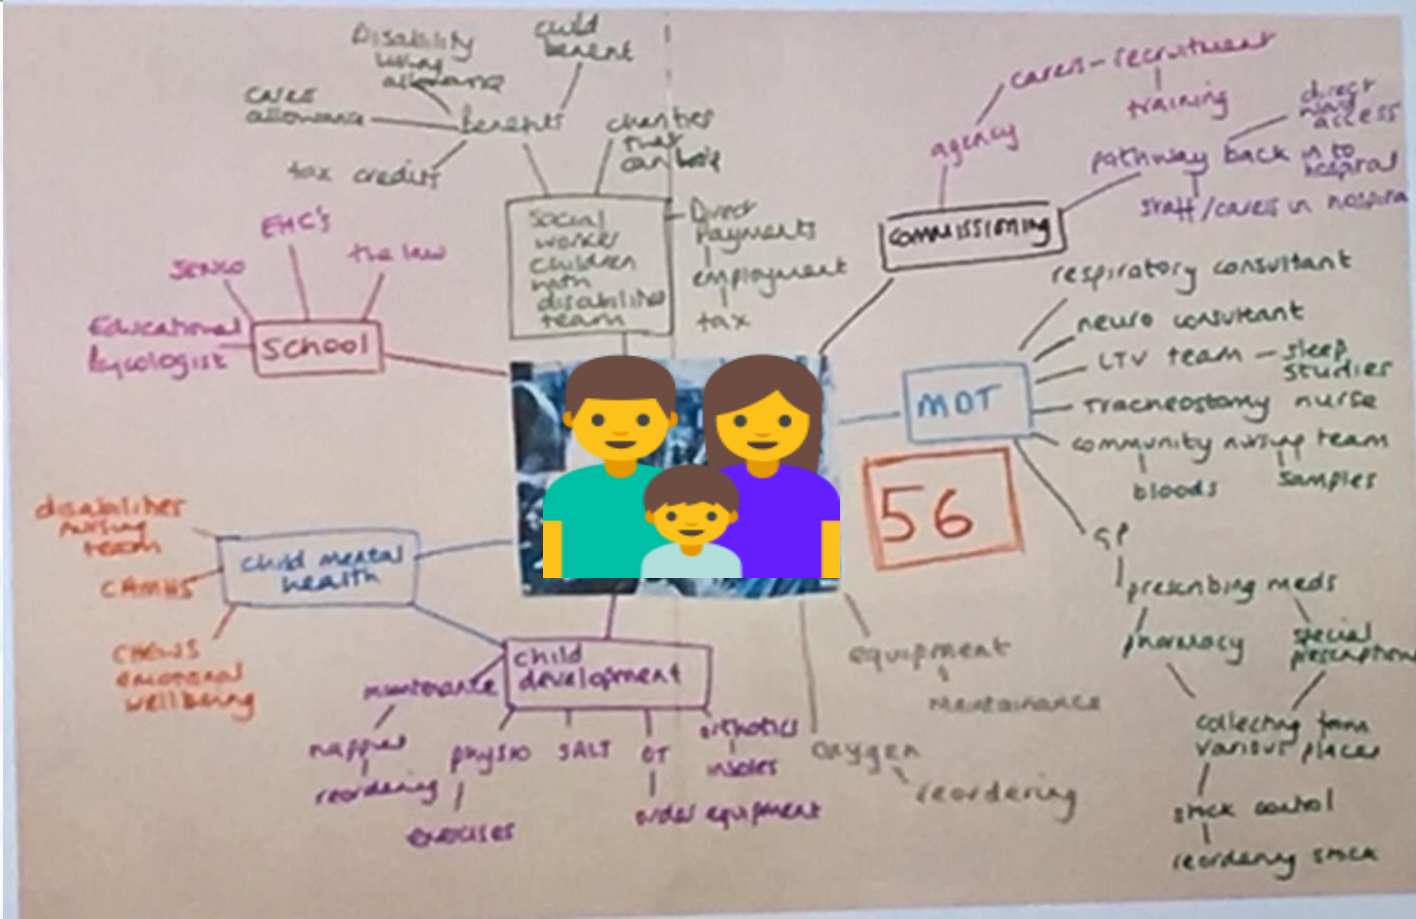 Disability
living
allowance
child
benefit
cares
allowance
benefits
tax credits
charities
that
can help
social
worker
children
with
disabilities
team
Direct
Payments
employment
tax
carers - recruitment
training
agency
pathway back in to
hospital
direct
ward
access
staff/carers in hospital
commissioning
EHC's
SENCO
the law
Educational
Pycologist
School
respiratory consultant
neuro consultant
LTV team - sleep
studies
Tracheostomy nurse
community nursing team
bloods
samples
MDT
56
GP
prescribing meds
pharmacy
special
prescriptions
collecting from
various places
stock control
reordering stock
disabilities
nursing
team
CAMHS
CHEWS
emotional
wellbeing
child mental
health
child
development
maintenance
nappies
reordering
physio
exercises
SALT
OT
order equipment
orthotics
insoles
equipment
maintainance
oxygen
reordering